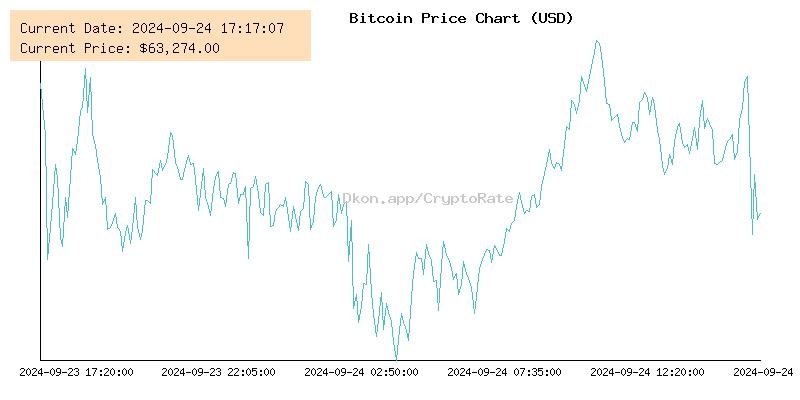 Bitcoin Price Chart (USD)
Current Date: 2024-09-24 17:17:07
Current Price: $63,274.00
Dkon.app/CryptoRate
2024-09-23 17:20:00 2024-09-23 22:05:00 2024-09-24 02:50:00 2024-09-24 07:35:00 2024-09-24 12:20:00 2024-09-24